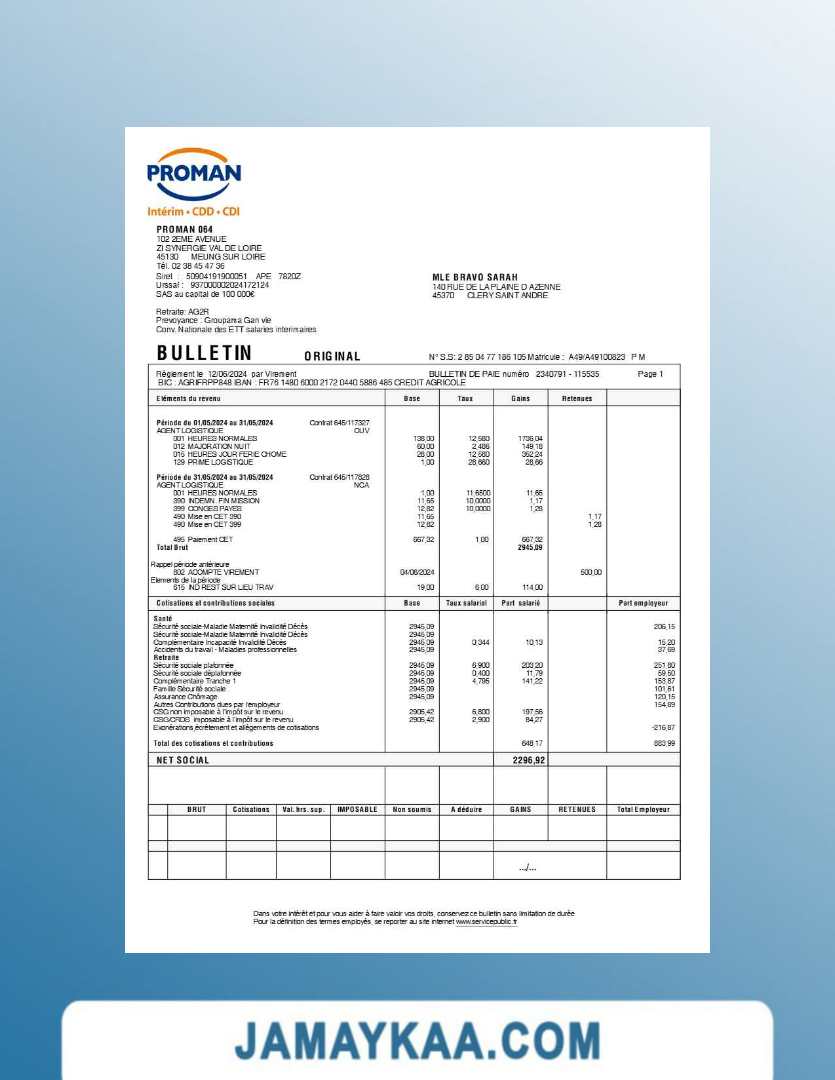 PROMAN
Intérim • CDD • CDI
PROMAN 064
102 2EME AVENUE
ZI SYNERGIE VAL DE LOIRE
45130 MEUNG SUR LOIRE
Tél. 02 38 45 47 36
Siret : 50904191900051 APE 7820Z
Urssaf : 937000002024172124
SAS au capital de 100 000€
MLE BRAVO SARAH
140 RUE DE LA PLAINE D AZENNE
45370 CLERY SAINT ANDRE
Retraite: AG2R
Prevoyance : Groupama Gan vie
Conv. Nationale des ETT salaries interimaires
BULLETIN ORIGINAL N° S.S: 2 85 04 77 186 105 Matricule : A49/A49100823 P M
Règlement le 12/06/2024 par Virement BULLETIN DE PAIE numéro 2340791 - 115535 Page 1
BIC : AGRIFRPP848 IBAN : FR76 1480 6000 2172 0440 5886 485 CREDIT AGRICOLE
Eléments du revenu Base Taux Gains Retenues
Période du 01/05/2024 au 31/05/2024 Contrat 645/117327
AGENT LOGISTIQUE OUV
001 HEURES NORMALES 138,00 12,580 1736,04
012 MAJORATION NUIT 60,00 2,486 149,18
015 HEURES JOUR FERIE CHOME 28,00 12,580 352,24
129 PRIME LOGISTIQUE 1,00 28,660 28,66
Période du 31/05/2024 au 31/05/2024 Contrat 645/117828
AGENT LOGISTIQUE NCA
001 HEURES NORMALES 1,00 11,6500 11,65
390 INDEMN. FIN MISSION 11,65 10,0000 1,17
399 CONGES PAYES 12,82 10,0000 1,28
490 Mise en CET 390 11,65 1,17
490 Mise en CET 399 12,82 1,28
495 Paiement CET 667,32 1,00 667,32
Total Brut 2945,09
Rappel période antérieure
802 ACOMPTE VIREMENT 04/06/2024 500,00
Elements de la période
615 IND REST SUR LIEU TRAV 19,00 6,00 114,00
Cotisations et contributions sociales Base Taux salarial Part salarié Part employeur
Santé
Sécurité sociale-Maladie Maternité Invalidité Décès 2945,09 206,15
Sécurité sociale-Maladie Maternité Invalidité Décès 2945,09
Complémentaire Incapacité Invalidité Décès 2945,09 0,344 10,13 15,20
Accidents du travail - Maladies professionnelles 2945,09 37,69
Retraite
Sécurité sociale plafonnée 2945,09 6,900 203,20 251,80
Sécurité sociale déplafonnée 2945,09 0,400 11,79 59,50
Complémentaire Tranche 1 2945,09 4,795 141,22 153,87
Famille Sécurité sociale 2945,09 101,61
Assurance Chômage 2945,09 120,15
Autres Contributions dues par l'employeur 154,89
CSG non imposable à l'impôt sur le revenu 2905,42 6,800 197,56
CSG/CRDS imposable à l'impôt sur le revenu 2905,42 2,900 84,27
Exonérations écrêtement et allègements de cotisations -216,87
Total des cotisations et contributions 648,17 883,99
NET SOCIAL 2296,92
BRUT Cotisations Val. hrs. sup. IMPOSABLE Non soumis A déduire GAINS RETENUES Total Employeur
.../...
Dans votre intérêt et pour vous aider à faire valoir vos droits, conservez ce bulletin sans limitation de durée
Pour la définition des termes employés, se reporter au site internet www.servicepublic.fr
JAMAYKAA.COM